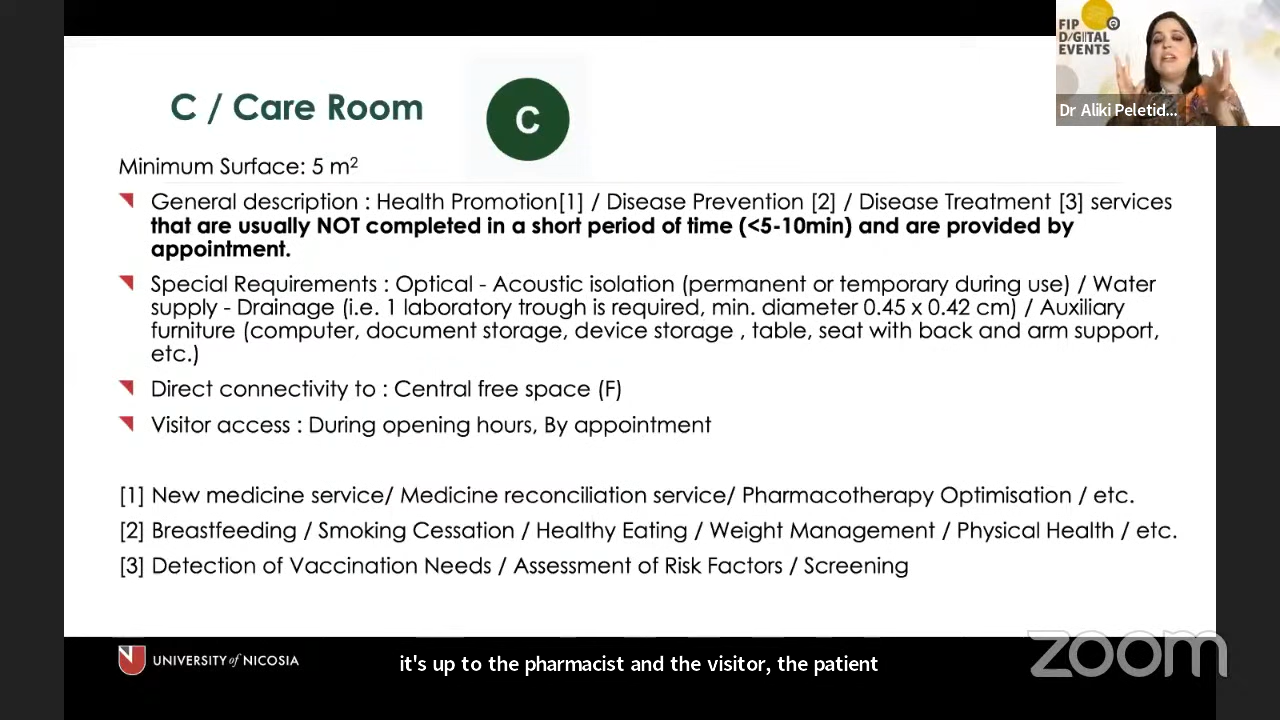 FIP
DIGITAL
EVENTS
Dr Aliki Peletid...
C / Care Room
C
Minimum Surface: 5 m²
General description : Health Promotion[1] / Disease Prevention [2] / Disease Treatment [3] services
that are usually NOT completed in a short period of time (<5-10min) and are provided by
appointment.
Special Requirements : Optical - Acoustic isolation (permanent or temporary during use) / Water
supply - Drainage (i.e. 1 laboratory trough is required, min. diameter 0.45 x 0.42 cm) / Auxiliary
furniture (computer, document storage, device storage , table, seat with back and arm support,
etc.)
Direct connectivity to : Central free space (F)
Visitor access : During opening hours, By appointment
[1] New medicine service/ Medicine reconciliation service/ Pharmacotherapy Optimisation / etc.
[2] Breastfeeding / Smoking Cessation / Healthy Eating / Weight Management / Physical Health / etc.
[3] Detection of Vaccination Needs / Assessment of Risk Factors / Screening
UNIVERSITY of NICOSIA
it's up to the pharmacist and the visitor, the patient
zoom